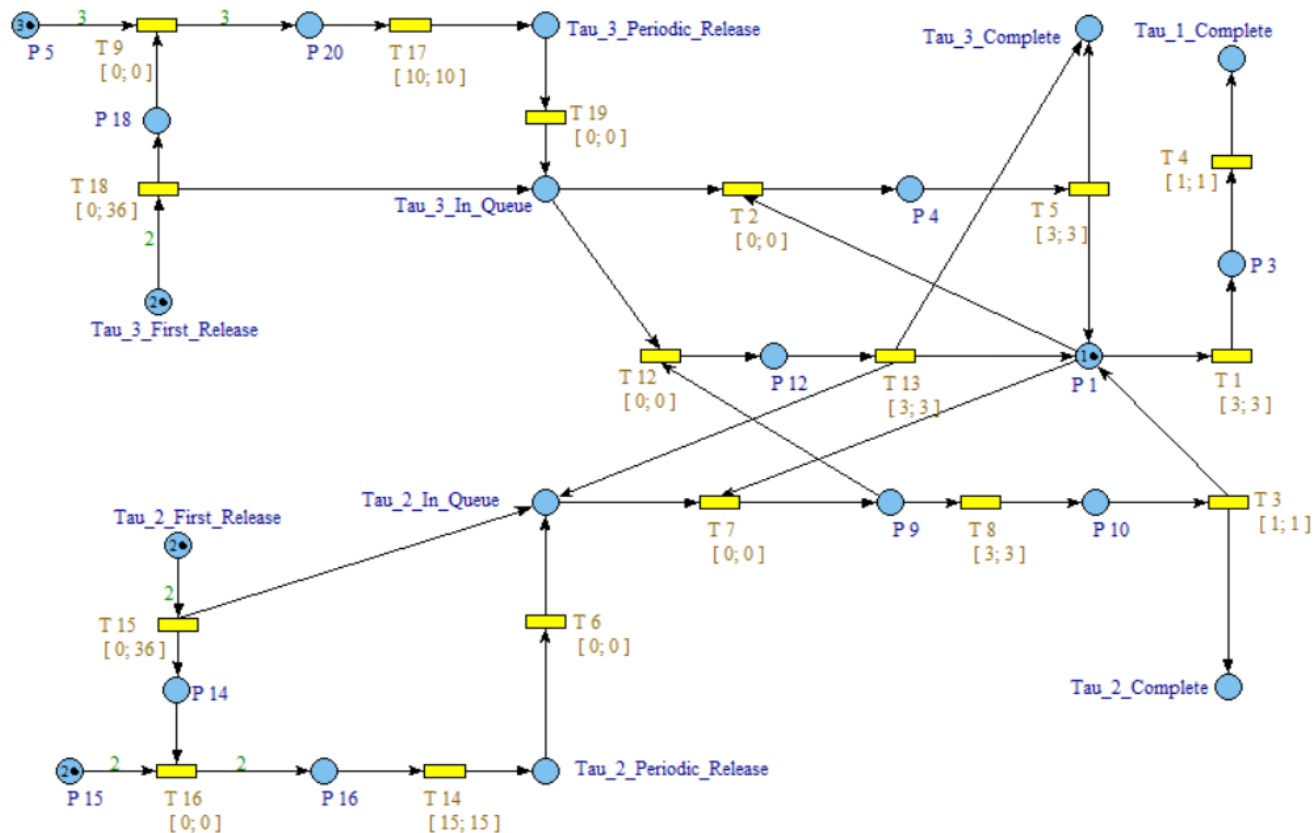 3
3
3
P 5
T 9
[ 0; 0 ]
P 20
T 17
[ 10; 10 ]
Tau_3_Periodic_Release
Tau_3_Complete
Tau_1_Complete
P 18
T 19
[ 0; 0 ]
T 18
[ 0; 36 ]
Tau_3_In_Queue
T 2
[ 0; 0 ]
P 4
T 5
[ 3; 3 ]
T 4
[ 1; 1 ]
2
2
Tau_3_First_Release
P 3
T 12
[ 0; 0 ]
P 12
T 13
[ 3; 3 ]
1
P 1
T 1
[ 3; 3 ]
Tau_2_In_Queue
Tau_2_First_Release
2
2
T 7
[ 0; 0 ]
P 9
T 8
[ 3; 3 ]
P 10
T 3
[ 1; 1 ]
T 15
[ 0; 36 ]
T 6
[ 0; 0 ]
P 14
Tau_2_Complete
2
2
2
P 15
T 16
[ 0; 0 ]
P 16
T 14
[ 15; 15 ]
Tau_2_Periodic_Release